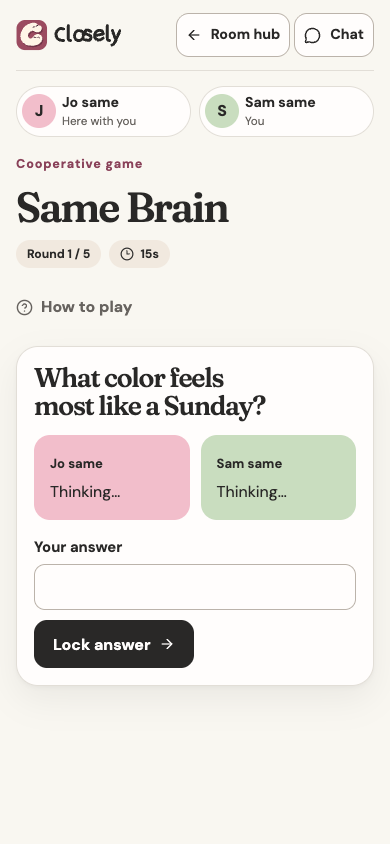 Closely
Room hub
Chat
J
Jo same
Here with you
S
Sam same
You
Cooperative game
Same Brain
Round 1 / 5
15s
How to play
What color feels
most like a Sunday?
Jo same
Thinking...
Sam same
Thinking...
Your answer
Lock answer